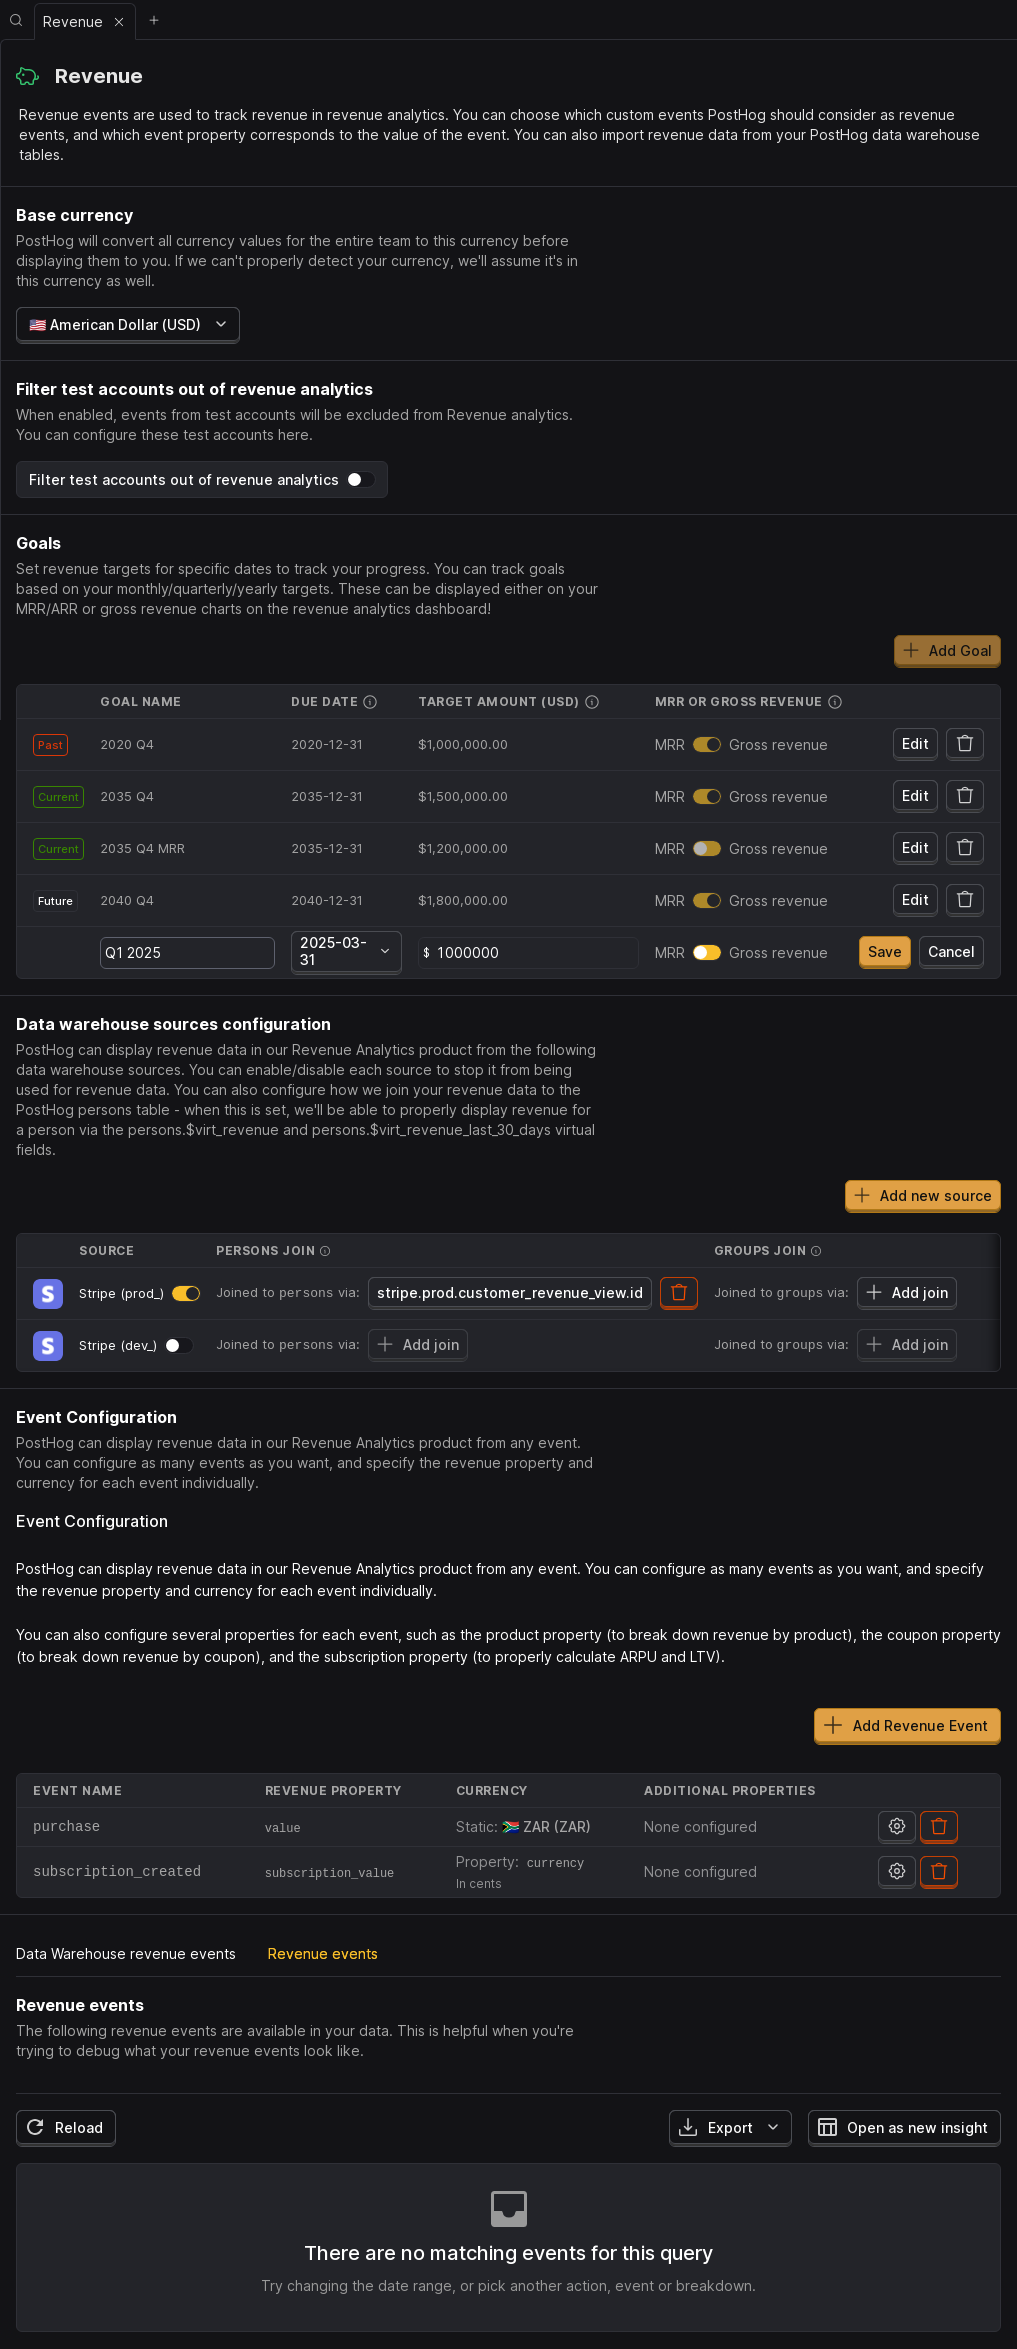 Revenue
Revenue
Revenue events are used to track revenue in revenue analytics. You can choose which custom events PostHog should consider as revenue
events, and which event property corresponds to the value of the event. You can also import revenue data from your PostHog data warehouse
tables.
Base currency
PostHog will convert all currency values for the entire team to this currency before
displaying them to you. If we can't properly detect your currency, we'll assume it's in
this currency as well.
🇺🇸 American Dollar (USD)
Filter test accounts out of revenue analytics
When enabled, events from test accounts will be excluded from Revenue analytics.
You can configure these test accounts here.
Filter test accounts out of revenue analytics
Goals
Set revenue targets for specific dates to track your progress. You can track goals
based on your monthly/quarterly/yearly targets. These can be displayed either on your
MRR/ARR or gross revenue charts on the revenue analytics dashboard!
Add Goal
GOAL NAME DUE DATE TARGET AMOUNT (USD) MRR OR GROSS REVENUE
Past 2020 Q4 2020-12-31 $1,000,000.00 MRR Gross revenue Edit
Current 2035 Q4 2035-12-31 $1,500,000.00 MRR Gross revenue Edit
Current 2035 Q4 MRR 2035-12-31 $1,200,000.00 MRR Gross revenue Edit
Future 2040 Q4 2040-12-31 $1,800,000.00 MRR Gross revenue Edit
Q1 2025 2025-03-31 $ 1000000 MRR Gross revenue Save Cancel
Data warehouse sources configuration
PostHog can display revenue data in our Revenue Analytics product from the following
data warehouse sources. You can enable/disable each source to stop it from being
used for revenue data. You can also configure how we join your revenue data to the
PostHog persons table - when this is set, we'll be able to properly display revenue for
a person via the persons.$virt_revenue and persons.$virt_revenue_last_30_days virtual
fields.
Add new source
SOURCE PERSONS JOIN GROUPS JOIN
S Stripe (prod_) Joined to persons via: stripe.prod.customer_revenue_view.id Joined to groups via: Add join
S Stripe (dev_) Joined to persons via: Add join Joined to groups via: Add join
Event Configuration
PostHog can display revenue data in our Revenue Analytics product from any event.
You can configure as many events as you want, and specify the revenue property and
currency for each event individually.
Event Configuration
PostHog can display revenue data in our Revenue Analytics product from any event. You can configure as many events as you want, and specify
the revenue property and currency for each event individually.
You can also configure several properties for each event, such as the product property (to break down revenue by product), the coupon property
(to break down revenue by coupon), and the subscription property (to properly calculate ARPU and LTV).
Add Revenue Event
EVENT NAME REVENUE PROPERTY CURRENCY ADDITIONAL PROPERTIES
purchase value Static: 🇿🇦 ZAR (ZAR) None configured
subscription_created subscription_value Property: currency None configured
In cents
Data Warehouse revenue events Revenue events
Revenue events
The following revenue events are available in your data. This is helpful when you're
trying to debug what your revenue events look like.
Reload Export Open as new insight
There are no matching events for this query
Try changing the date range, or pick another action, event or breakdown.